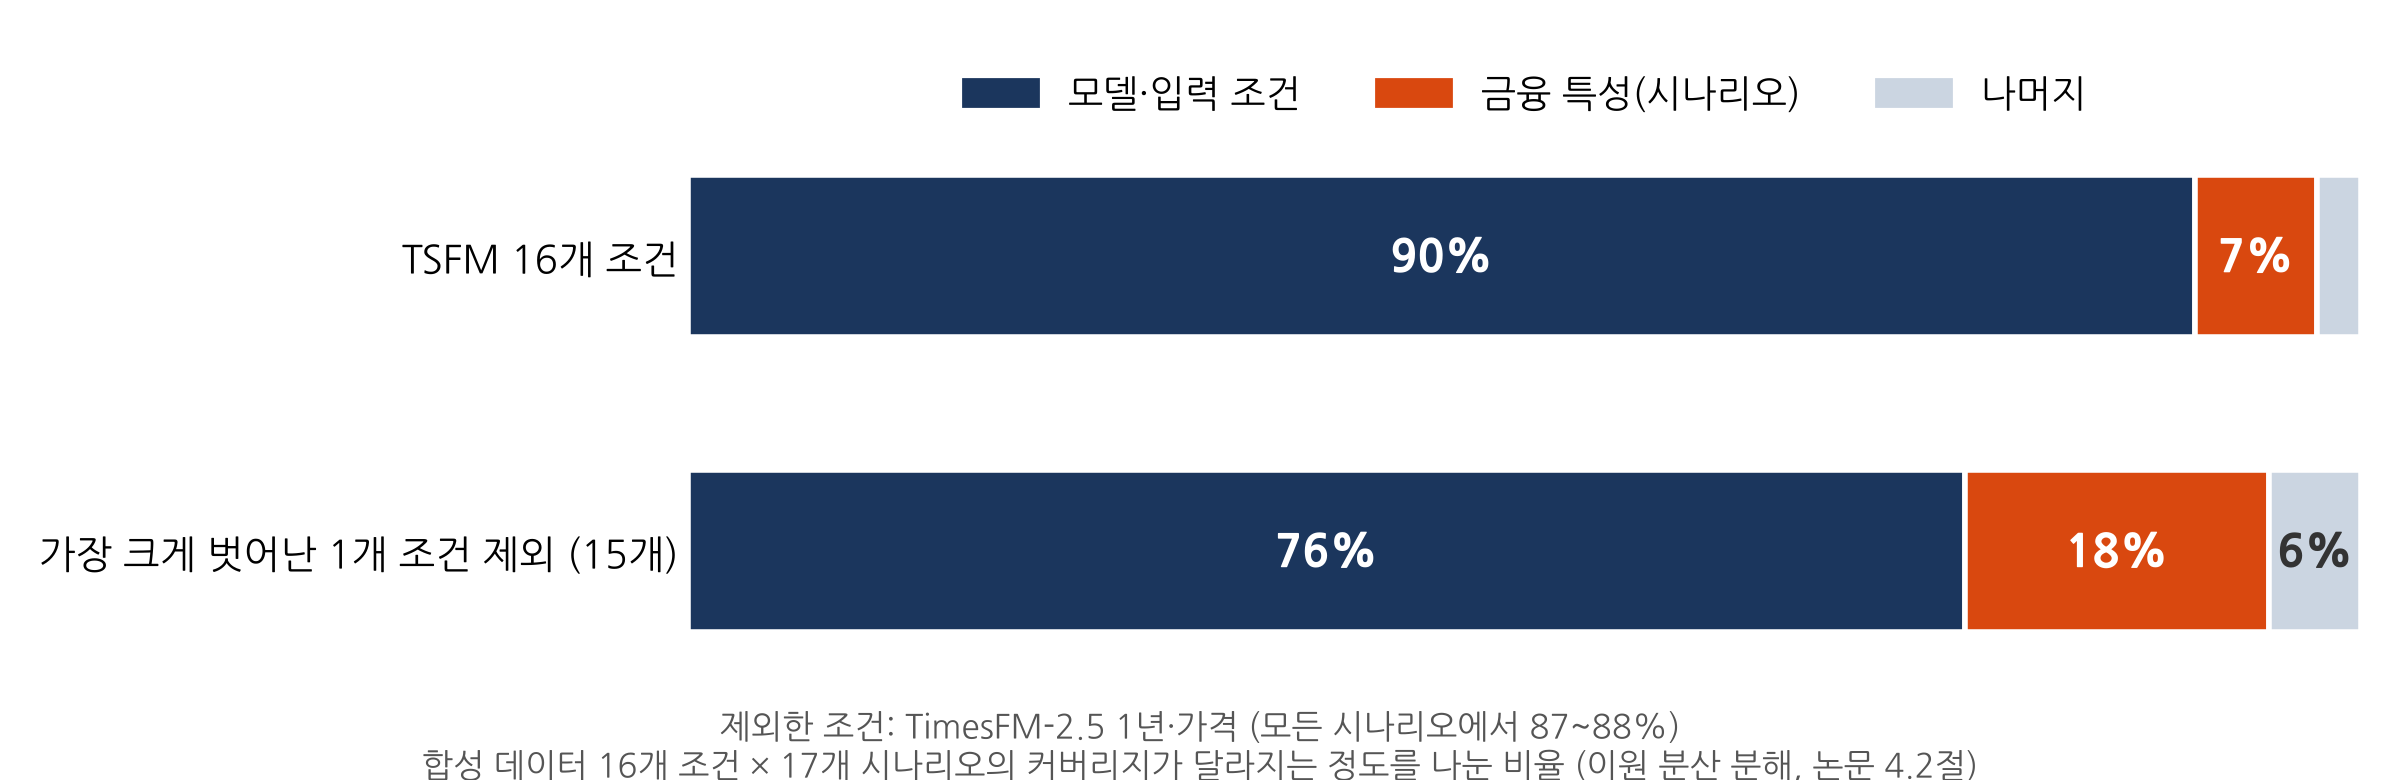 모델·입력 조건 금융 특성(시나리오) 나머지
TSFM 16개 조건 90% 7%
가장 크게 벗어난 1개 조건 제외 (15개) 76% 18% 6%
제외한 조건: TimesFM-2.5 1년·가격 (모든 시나리오에서 87~88%)
합성 데이터 16개 조건 × 17개 시나리오의 커버리지가 달라지는 정도를 나눈 비율 (이원 분산 분해, 논문 4.2절)